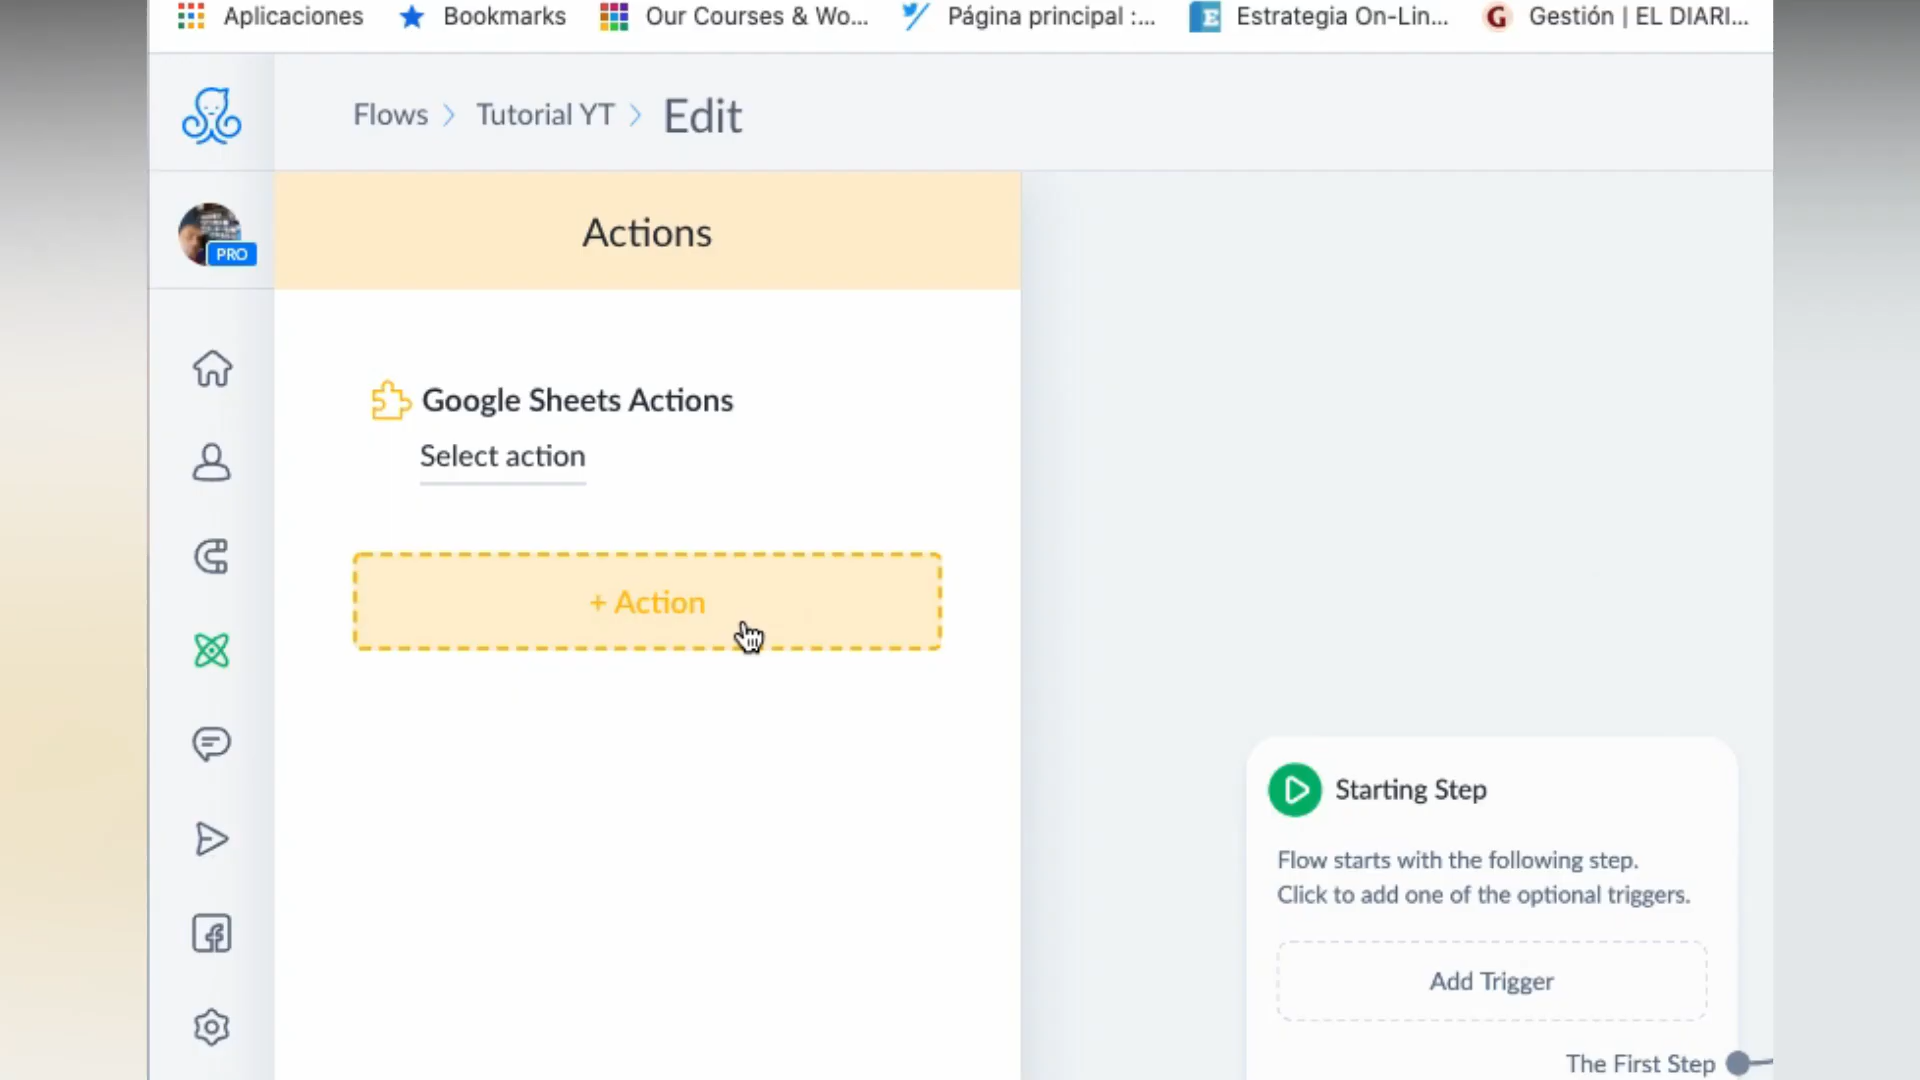 Aplicaciones
Bookmarks
Our Courses & Wo...
Página principal :...
Estrategia On-Lin...
Gestión | EL DIARI...
Flows
Tutorial YT
Edit
PRO
Actions
Google Sheets Actions
Select action
+ Action
Starting Step
Flow starts with the following step.
Click to add one of the optional triggers.
Add Trigger
The First Step